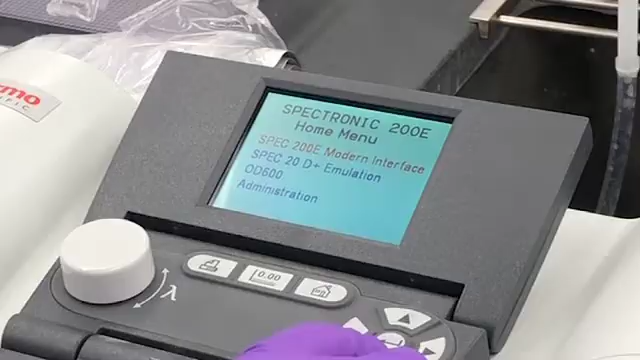 SPECTRONIC 200E
Home Menu
SPEC 200E Modern Interface
SPEC 20 D+ Emulation
OD600
Administration
0.00
λ